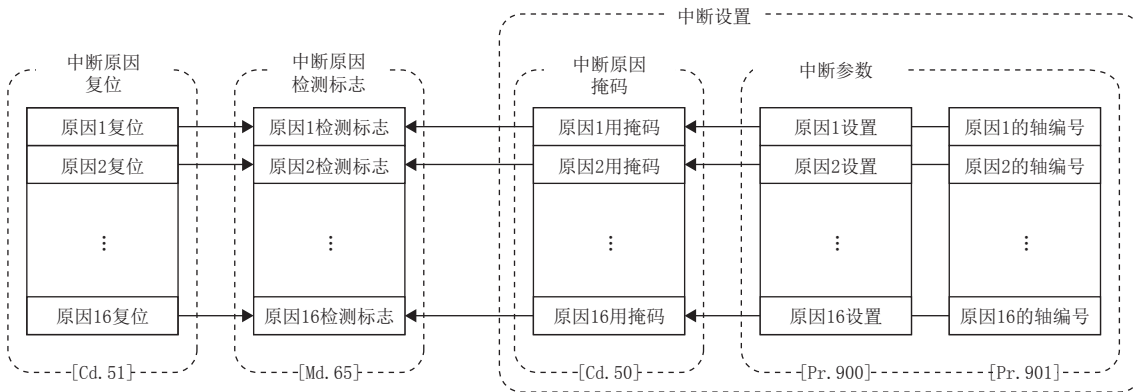 中断设置
中断原因
复位
中断原因
检测标志
中断原因
掩码
中断参数
原因1复位
原因1检测标志
原因1用掩码
原因1设置
原因1的轴编号
原因2复位
原因2检测标志
原因2用掩码
原因2设置
原因2的轴编号
⋮
⋮
⋮
⋮
⋮
原因16复位
原因16检测标志
原因16用掩码
原因16设置
原因16的轴编号
[Cd.51]
[Md.65]
[Cd.50]
[Pr.900]
[Pr.901]